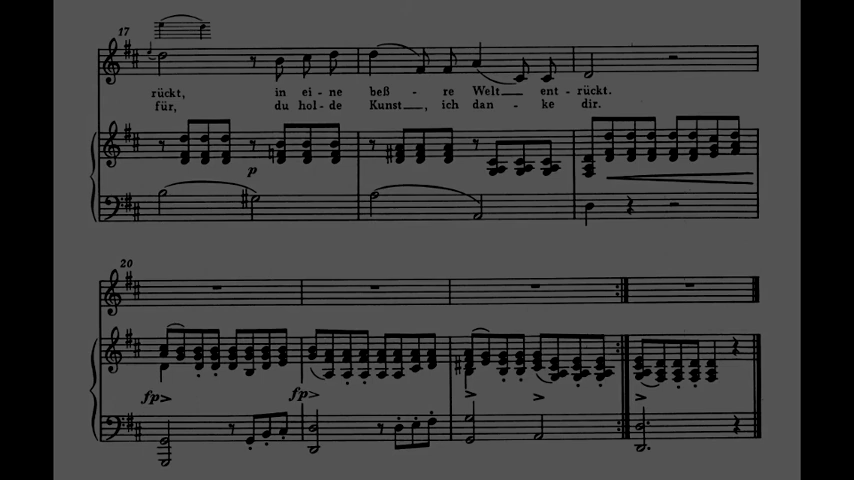 17
rückt, in ei - ne beß - re Welt ent - rückt.
für, du hol - de Kunst, ich dan - ke dir.
p
20
fp> fp> > > >